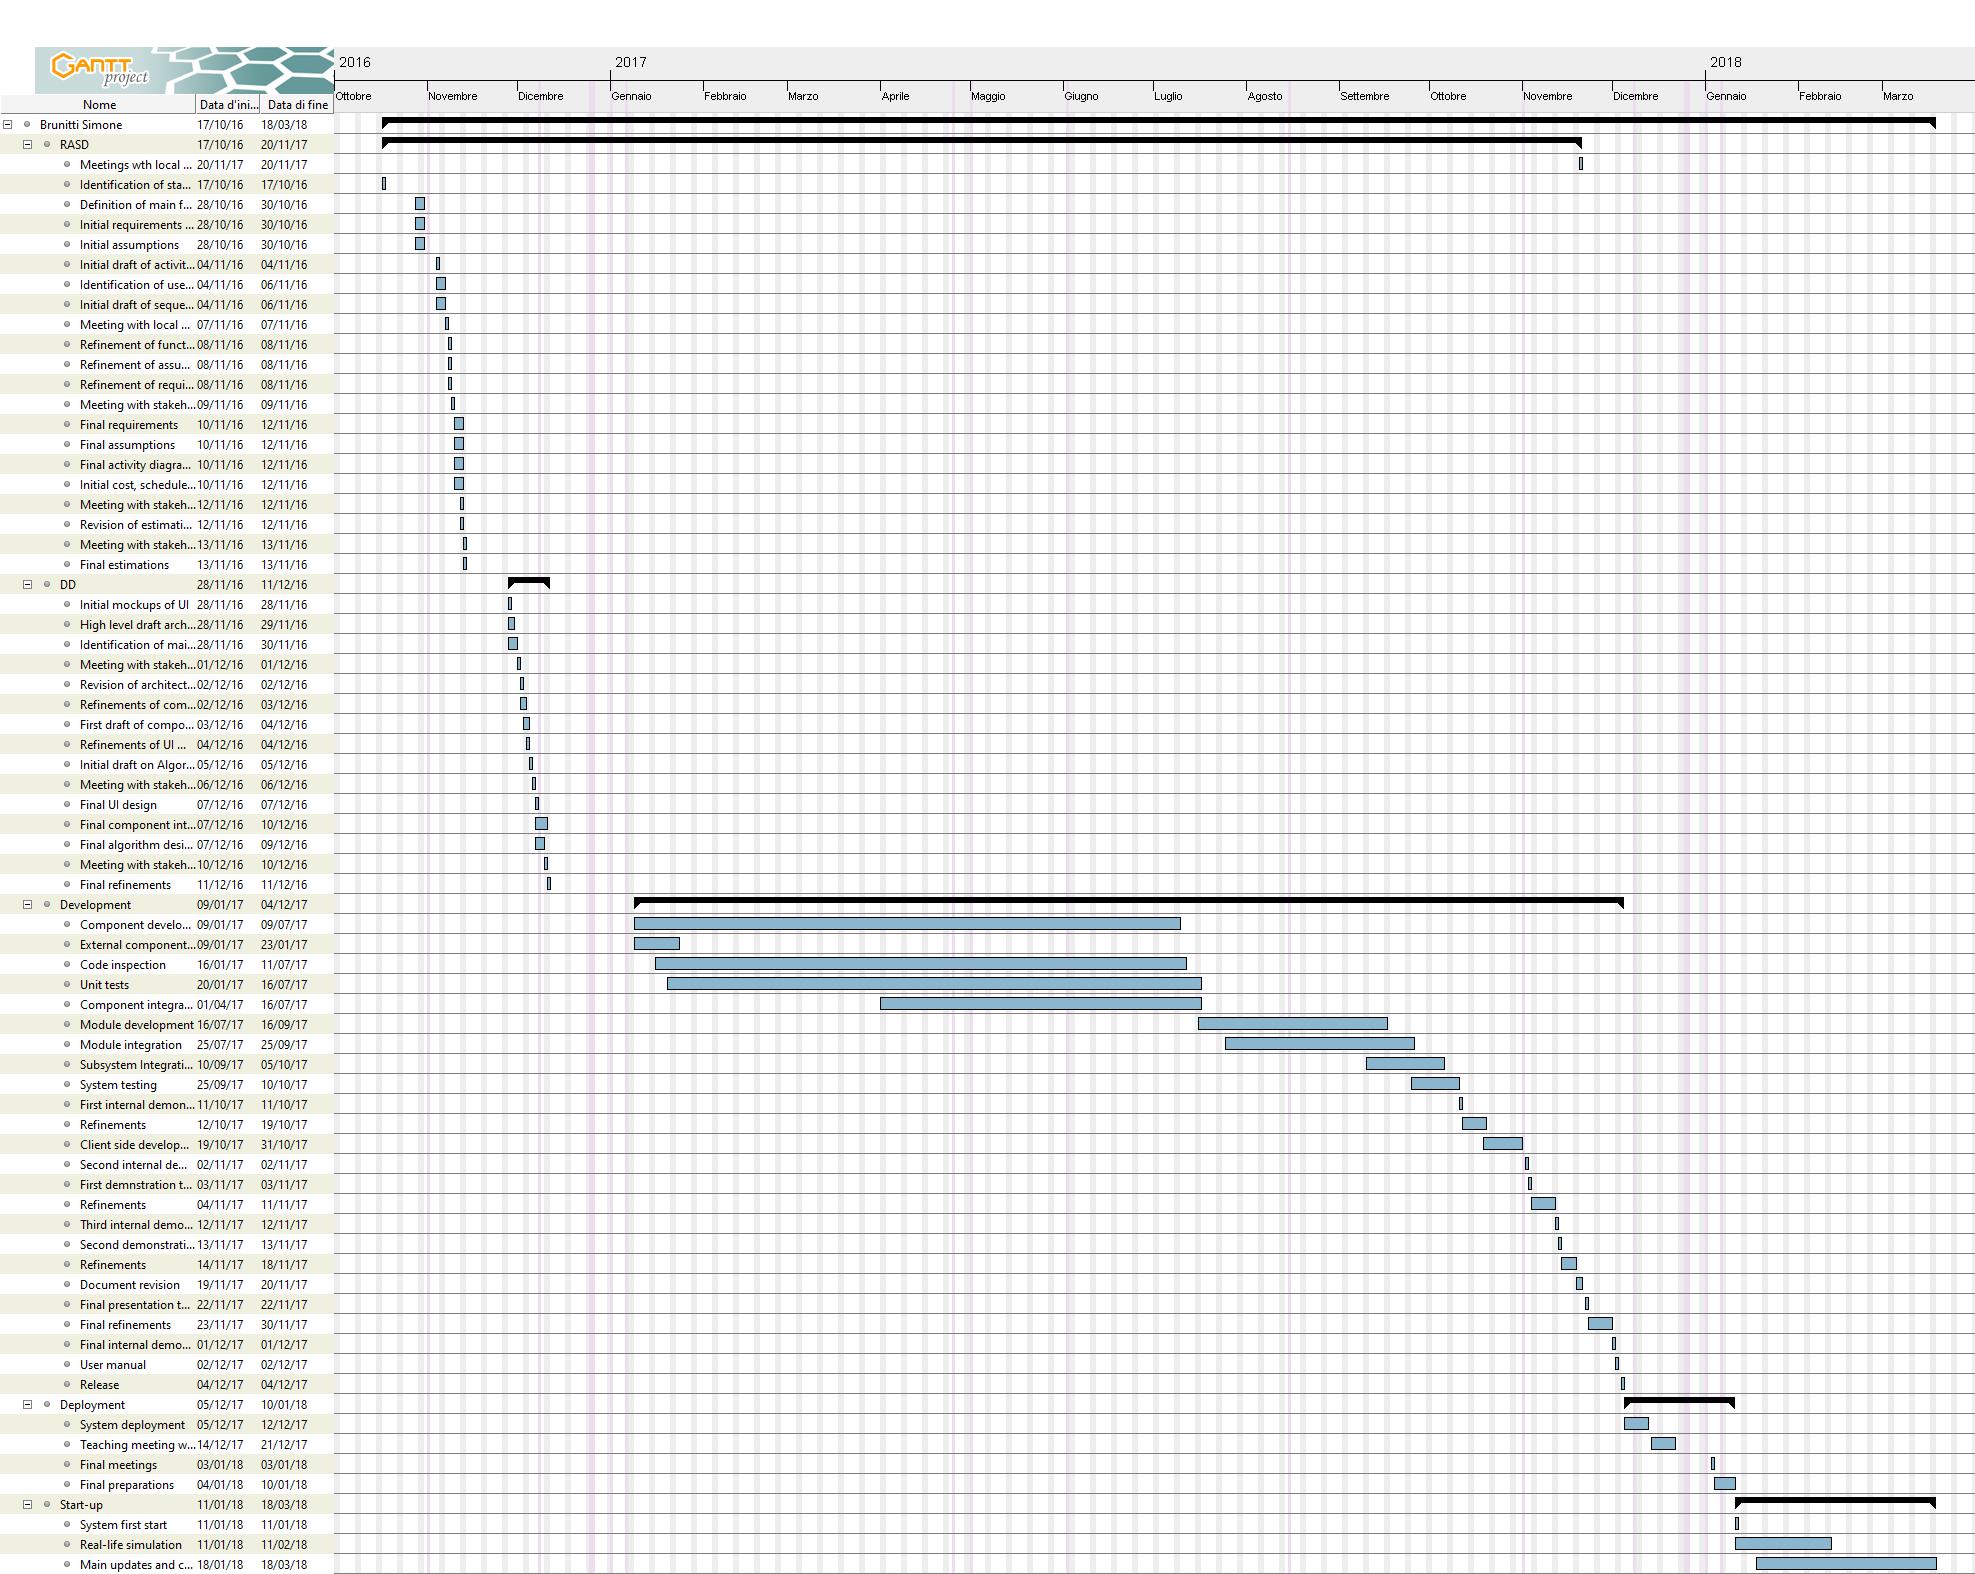 GANTT
project
2016 2017 2018
Ottobre Novembre Dicembre Gennaio Febbraio Marzo Aprile Maggio Giugno Luglio Agosto Settembre Ottobre Novembre Dicembre Gennaio Febbraio Marzo
Nome Data d'ini... Data di fine
Brunitti Simone 17/10/16 18/03/18
RASD 17/10/16 20/11/17
Meetings wth local ... 20/11/17 20/11/17
Identification of sta... 17/10/16 17/10/16
Definition of main f... 28/10/16 30/10/16
Initial requirements ... 28/10/16 30/10/16
Initial assumptions 28/10/16 30/10/16
Initial draft of activit... 04/11/16 04/11/16
Identification of use... 04/11/16 06/11/16
Initial draft of seque... 04/11/16 06/11/16
Meeting with local ... 07/11/16 07/11/16
Refinement of funct... 08/11/16 08/11/16
Refinement of assu... 08/11/16 08/11/16
Refinement of requi... 08/11/16 08/11/16
Meeting with stakeh... 09/11/16 09/11/16
Final requirements 10/11/16 12/11/16
Final assumptions 10/11/16 12/11/16
Final activity diagra... 10/11/16 12/11/16
Initial cost, schedule... 10/11/16 12/11/16
Meeting with stakeh... 12/11/16 12/11/16
Revision of estimati... 12/11/16 12/11/16
Meeting with stakeh... 13/11/16 13/11/16
Final estimations 13/11/16 13/11/16
DD 28/11/16 11/12/16
Initial mockups of UI 28/11/16 28/11/16
High level draft arch... 28/11/16 29/11/16
Identification of mai... 28/11/16 30/11/16
Meeting with stakeh... 01/12/16 01/12/16
Revision of architect... 02/12/16 02/12/16
Refinements of com... 02/12/16 03/12/16
First draft of compo... 03/12/16 04/12/16
Refinements of UI ... 04/12/16 04/12/16
Initial draft on Algor... 05/12/16 05/12/16
Meeting with stakeh... 06/12/16 06/12/16
Final UI design 07/12/16 07/12/16
Final component int... 07/12/16 10/12/16
Final algorithm desi... 07/12/16 09/12/16
Meeting with stakeh... 10/12/16 10/12/16
Final refinements 11/12/16 11/12/16
Development 09/01/17 04/12/17
Component develo... 09/01/17 09/07/17
External component... 09/01/17 23/01/17
Code inspection 16/01/17 11/07/17
Unit tests 20/01/17 16/07/17
Component integra... 01/04/17 16/07/17
Module development 16/07/17 16/09/17
Module integration 25/07/17 25/09/17
Subsystem Integrati... 10/09/17 05/10/17
System testing 25/09/17 10/10/17
First internal demon... 11/10/17 11/10/17
Refinements 12/10/17 19/10/17
Client side develop... 19/10/17 31/10/17
Second internal de... 02/11/17 02/11/17
First demnstration t... 03/11/17 03/11/17
Refinements 04/11/17 11/11/17
Third internal demo... 12/11/17 12/11/17
Second demonstrati... 13/11/17 13/11/17
Refinements 14/11/17 18/11/17
Document revision 19/11/17 20/11/17
Final presentation t... 22/11/17 22/11/17
Final refinements 23/11/17 30/11/17
Final internal demo... 01/12/17 01/12/17
User manual 02/12/17 02/12/17
Release 04/12/17 04/12/17
Deployment 05/12/17 10/01/18
System deployment 05/12/17 12/12/17
Teaching meeting w... 14/12/17 21/12/17
Final meetings 03/01/18 03/01/18
Final preparations 04/01/18 10/01/18
Start-up 11/01/18 18/03/18
System first start 11/01/18 11/01/18
Real-life simulation 11/01/18 11/02/18
Main updates and c... 18/01/18 18/03/18